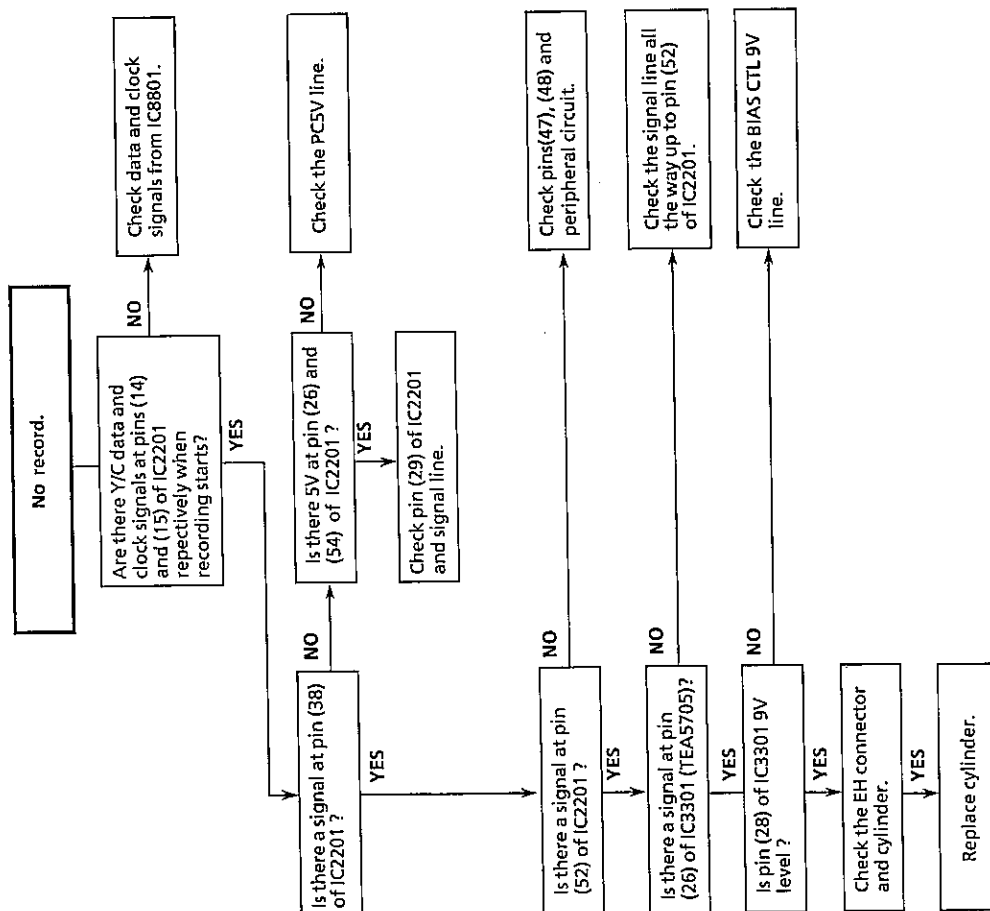 No record.
Are there Y/C data and
clock signals at pins (14)
and (15) of IC2201
repectively when
recording starts?
NO
Check data and clock
signals from IC8801.
YES
Is there a signal at pin (38)
of IC2201 ?
NO
Is there 5V at pin (26) and
(54) of IC2201 ?
NO
Check the PC5V line.
YES
Check pin (29) of IC2201
and signal line.
YES
Is there a signal at pin
(52) of IC2201 ?
NO
Check pins(47), (48) and
peripheral circuit.
YES
Is there a signal at pin
(26) of IC3301 (TEA5705)?
NO
Check the signal line all
the way up to pin (52)
of IC2201.
YES
Is pin (28) of IC3301 9V
level ?
NO
Check the BIAS CTL 9V
line.
YES
Check the EH connector
and cylinder.
YES
Replace cylinder.